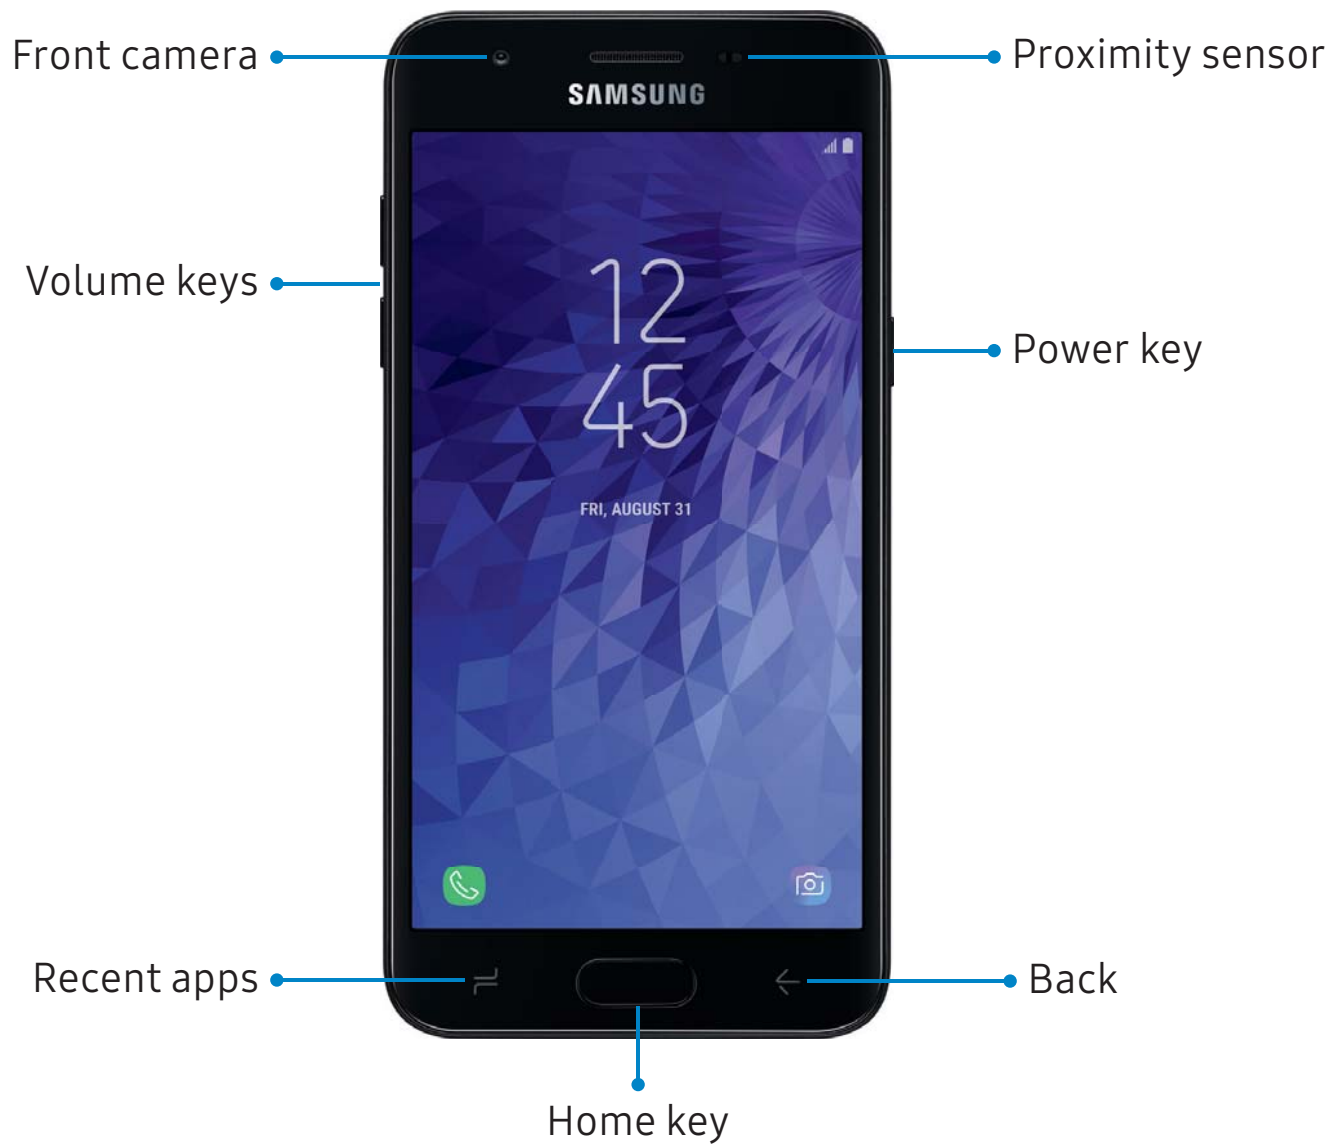 Front camera
Proximity sensor
SAMSUNG
Volume keys
12
45
Power key
FRI, AUGUST 31
Recent apps
Back
Home key